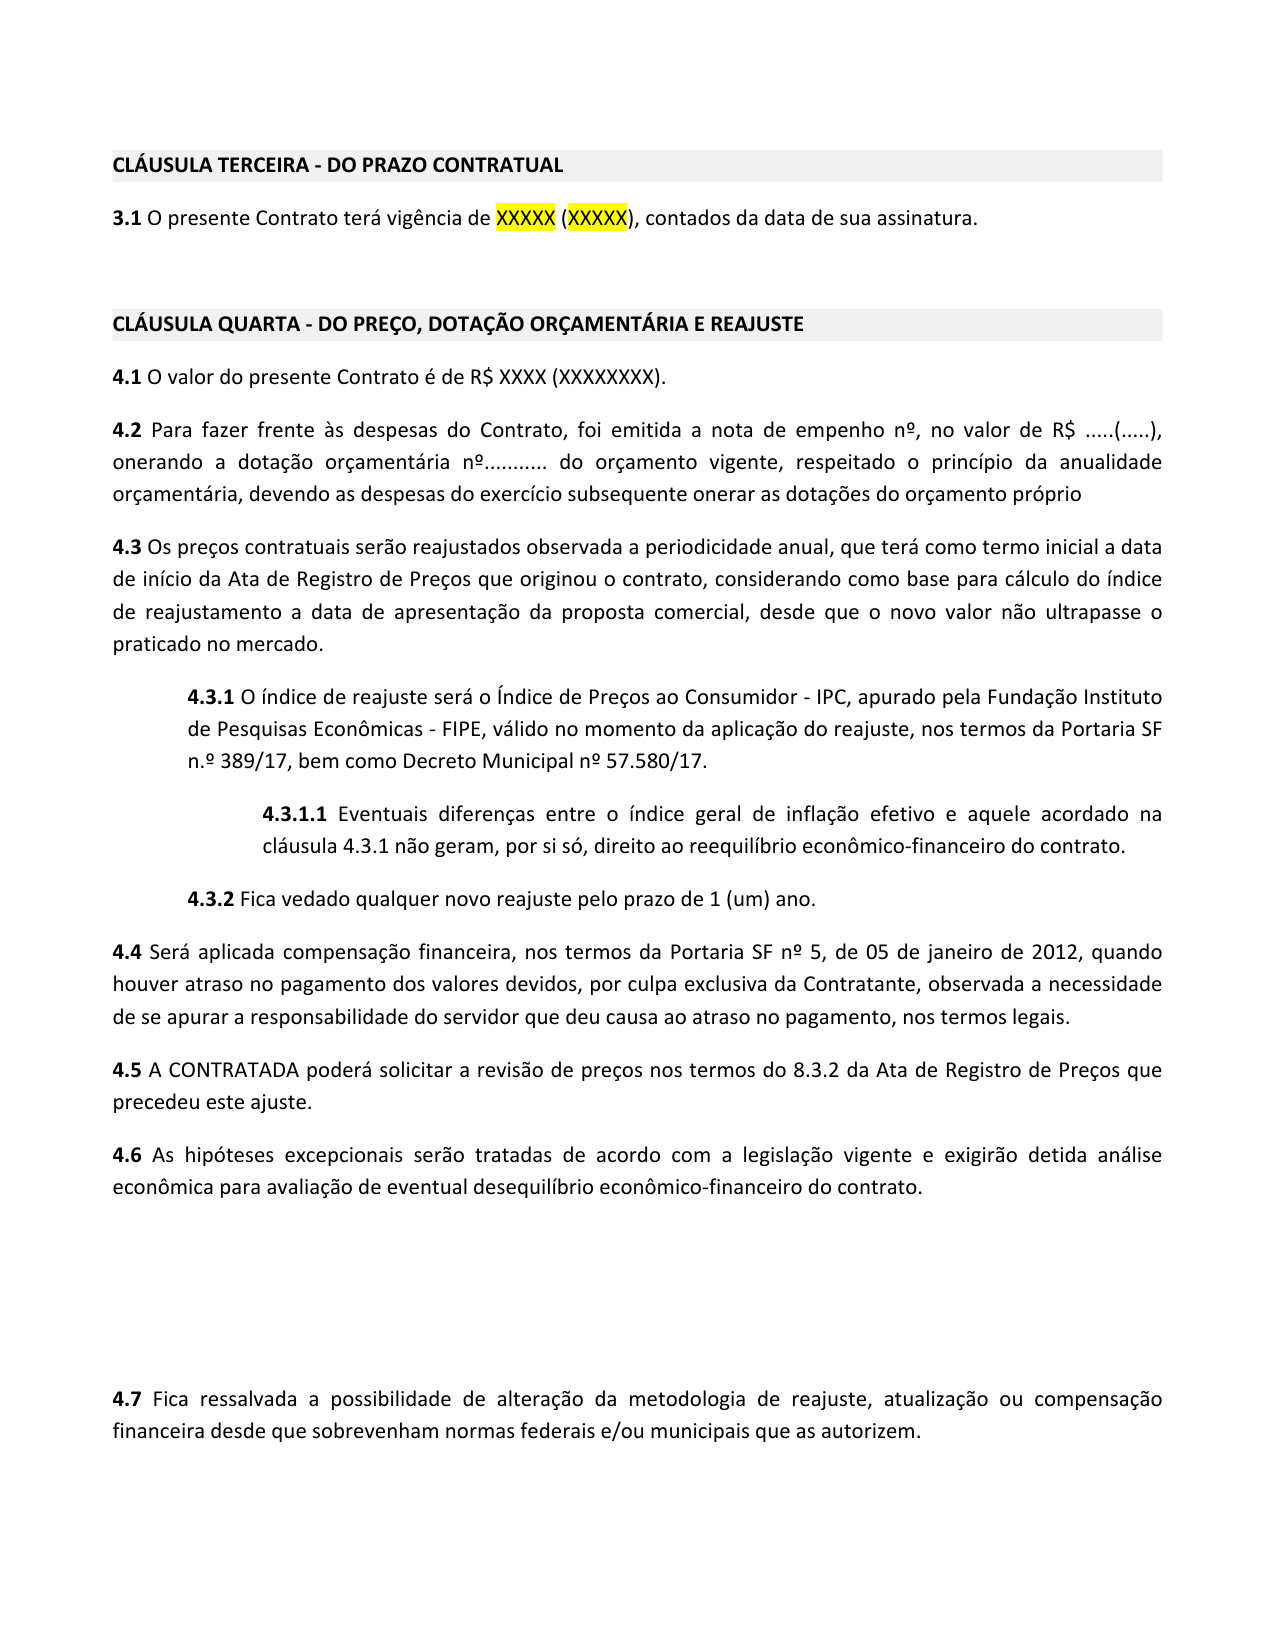 CLÁUSULA TERCEIRA - DO PRAZO CONTRATUAL
3.1 O presente Contrato terá vigência de XXXXX (XXXXX), contados da data de sua assinatura.
CLÁUSULA QUARTA - DO PREÇO, DOTAÇÃO ORÇAMENTÁRIA E REAJUSTE
4.1 O valor do presente Contrato é de R$ XXXX (XXXXXXXX).
4.2 Para fazer frente às despesas do Contrato, foi emitida a nota de empenho nº, no valor de R$ .....(.....),
onerando a dotação orçamentária nº........... do orçamento vigente, respeitado o princípio da anualidade
orçamentária, devendo as despesas do exercício subsequente onerar as dotações do orçamento próprio
4.3 Os preços contratuais serão reajustados observada a periodicidade anual, que terá como termo inicial a data
de início da Ata de Registro de Preços que originou o contrato, considerando como base para cálculo do índice
de reajustamento a data de apresentação da proposta comercial, desde que o novo valor não ultrapasse o
praticado no mercado.
4.3.1 O índice de reajuste será o Índice de Preços ao Consumidor - IPC, apurado pela Fundação Instituto
de Pesquisas Econômicas - FIPE, válido no momento da aplicação do reajuste, nos termos da Portaria SF
n.º 389/17, bem como Decreto Municipal nº 57.580/17.
4.3.1.1 Eventuais diferenças entre o índice geral de inflação efetivo e aquele acordado na
cláusula 4.3.1 não geram, por si só, direito ao reequilíbrio econômico-financeiro do contrato.
4.3.2 Fica vedado qualquer novo reajuste pelo prazo de 1 (um) ano.
4.4 Será aplicada compensação financeira, nos termos da Portaria SF nº 5, de 05 de janeiro de 2012, quando
houver atraso no pagamento dos valores devidos, por culpa exclusiva da Contratante, observada a necessidade
de se apurar a responsabilidade do servidor que deu causa ao atraso no pagamento, nos termos legais.
4.5 A CONTRATADA poderá solicitar a revisão de preços nos termos do 8.3.2 da Ata de Registro de Preços que
precedeu este ajuste.
4.6 As hipóteses excepcionais serão tratadas de acordo com a legislação vigente e exigirão detida análise
econômica para avaliação de eventual desequilíbrio econômico-financeiro do contrato.
4.7 Fica ressalvada a possibilidade de alteração da metodologia de reajuste, atualização ou compensação
financeira desde que sobrevenham normas federais e/ou municipais que as autorizem.